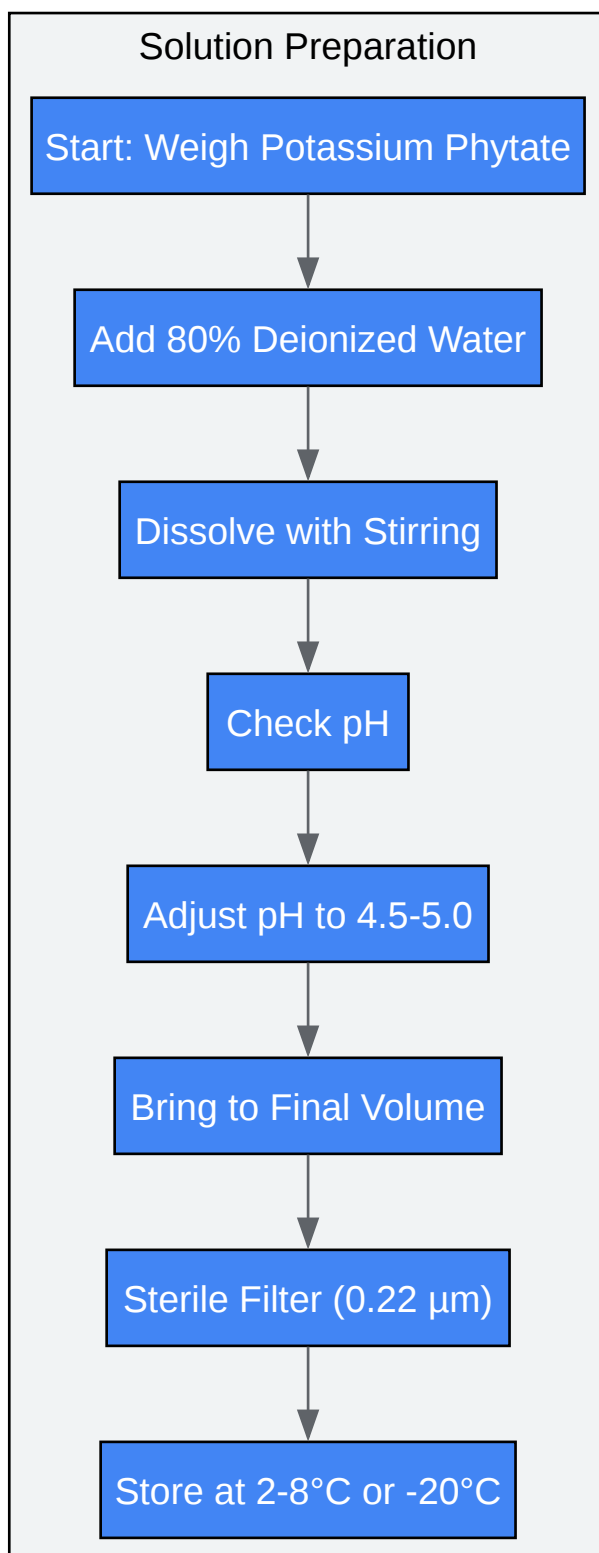 Solution Preparation
Start: Weigh Potassium Phytate
Add 80% Deionized Water
Dissolve with Stirring
Check pH
Adjust pH to 4.5-5.0
Bring to Final Volume
Sterile Filter (0.22 µm)
Store at 2-8°C or -20°C